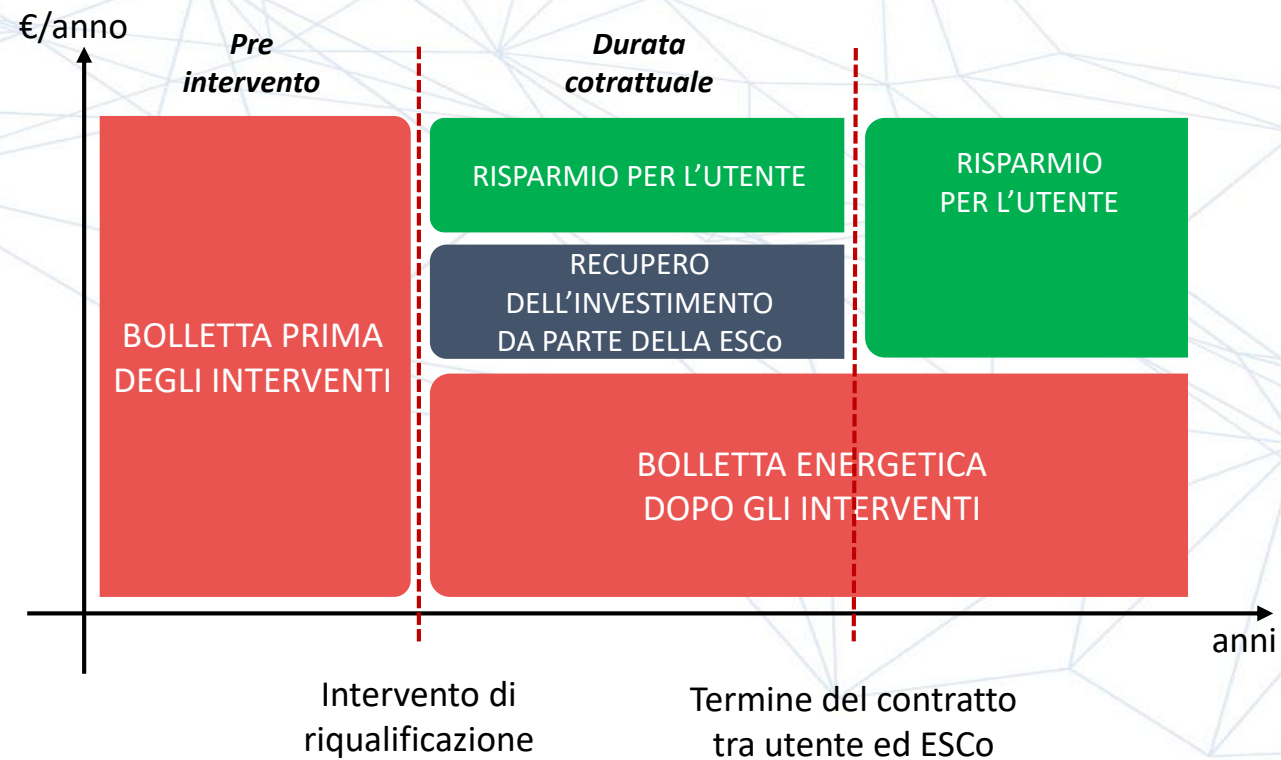 €/anno
Pre
intervento
Durata
cotrattuale
BOLLETTA PRIMA
DEGLI INTERVENTI
RISPARMIO PER L’UTENTE
RECUPERO
DELL’INVESTIMENTO
DA PARTE DELLA ESCo
RISPARMIO
PER L’UTENTE
BOLLETTA ENERGETICA
DOPO GLI INTERVENTI
anni
Intervento di
riqualificazione
Termine del contratto
tra utente ed ESCo